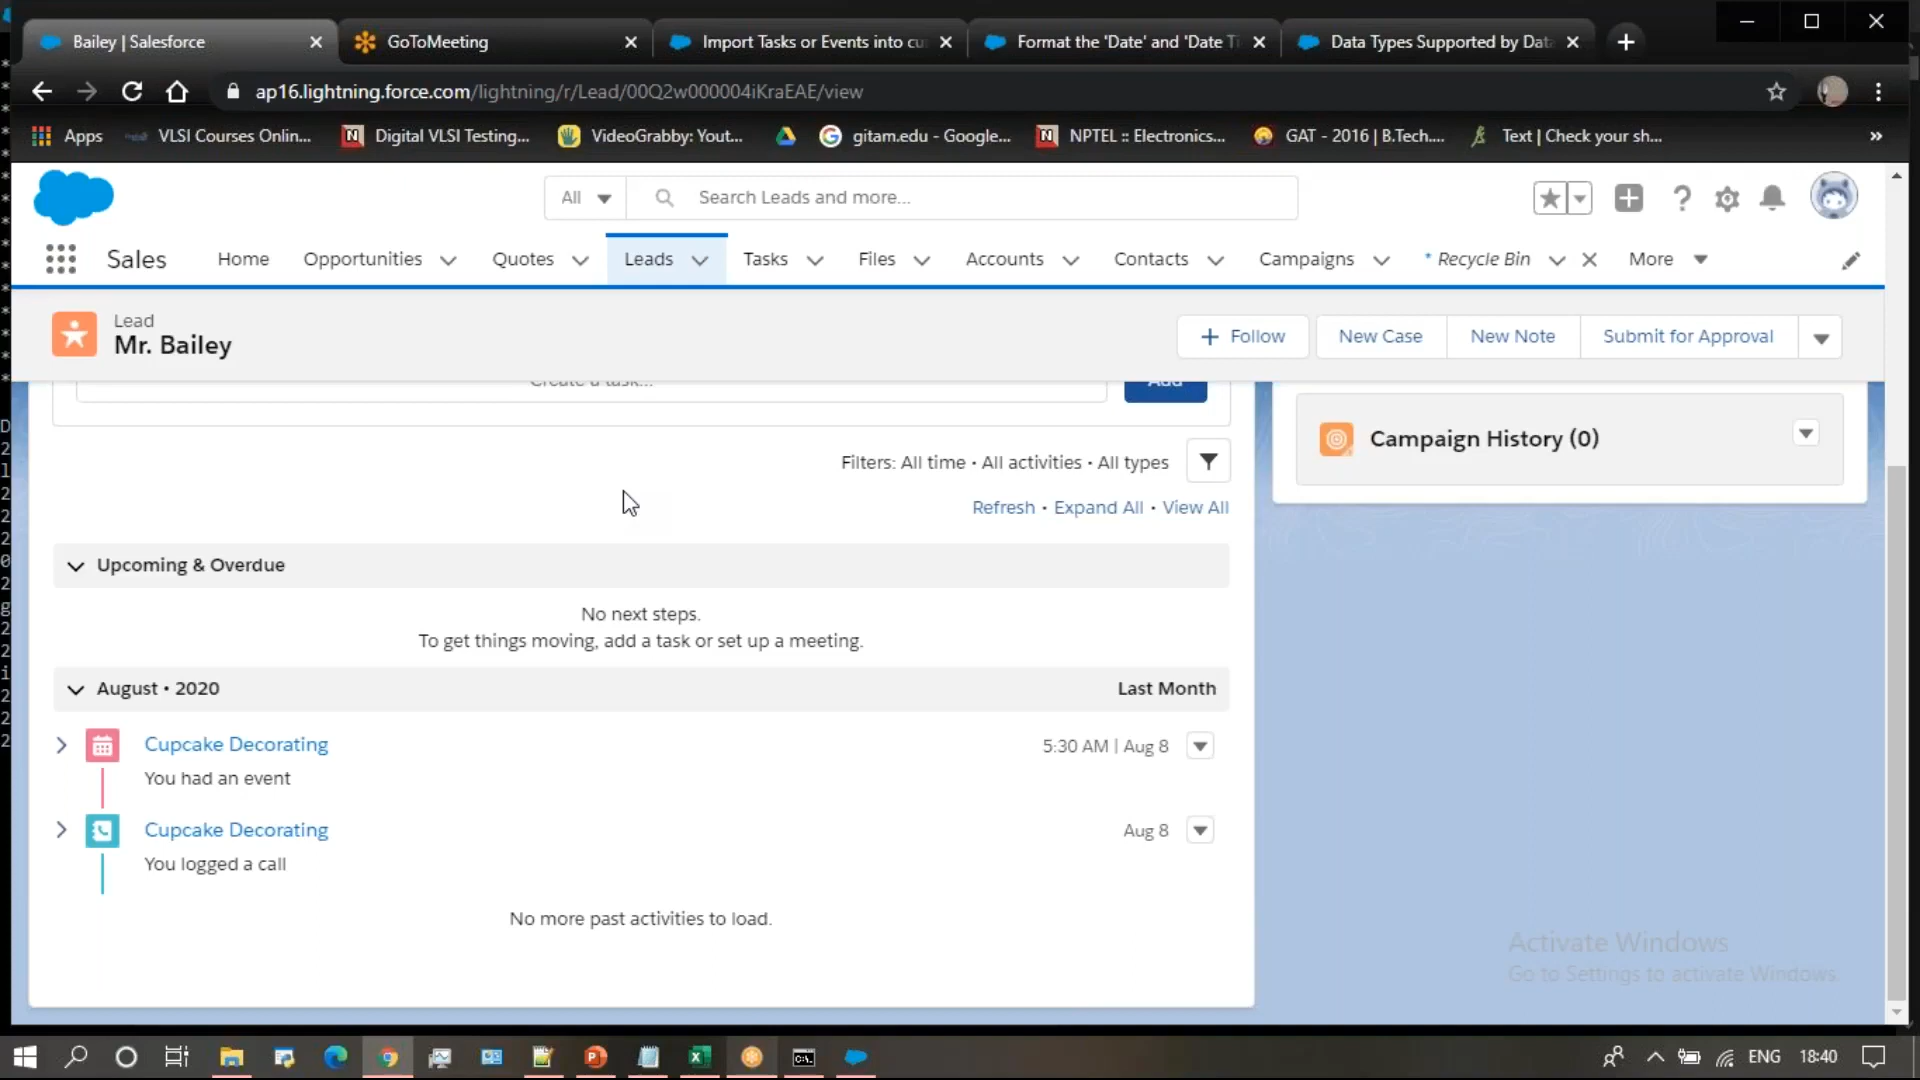 Bailey | Salesforce
GoToMeeting
Import Tasks or Events into cu
Format the 'Date' and 'Date Ti
Data Types Supported by Data
ap16.lightning.force.com/lightning/r/Lead/00Q2w000004iKraEAE/view
Apps
VLSI Courses Onlin...
Digital VLSI Testing...
VideoGrabby: Yout...
gitam.edu - Google...
NPTEL :: Electronics...
GAT - 2016 | B.Tech....
Text | Check your sh...
»
All
Search Leads and more...
Sales
Home
Opportunities
Quotes
Leads
Tasks
Files
Accounts
Contacts
Campaigns
* Recycle Bin
More
Lead
Mr. Bailey
+ Follow
New Case
New Note
Submit for Approval
Create a task...
Add
Campaign History (0)
Filters: All time • All activities • All types
Refresh • Expand All • View All
Upcoming & Overdue
No next steps.
To get things moving, add a task or set up a meeting.
August • 2020
Last Month
Cupcake Decorating
5:30 AM | Aug 8
You had an event
Cupcake Decorating
Aug 8
You logged a call
No more past activities to load.
Activate Windows
Go to Settings to activate Windows.
ENG
18:40